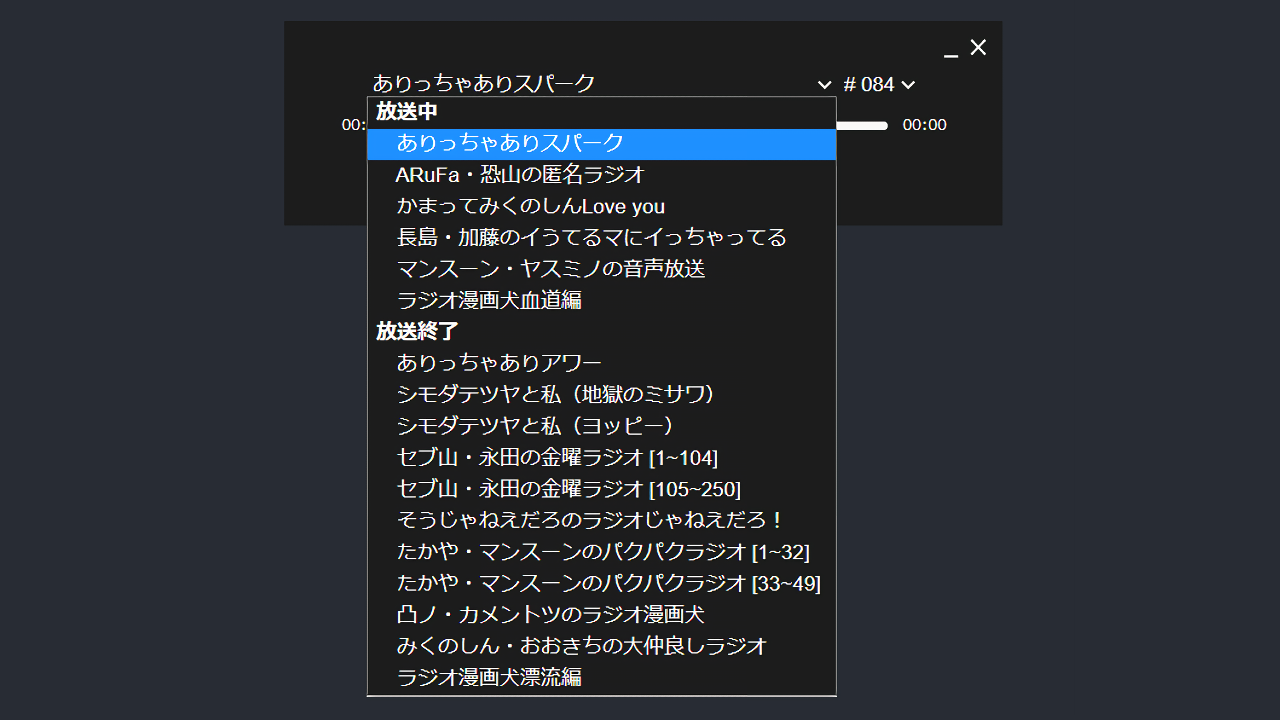 ありっちゃありスパーク
# 084
00:
00:00
放送中
ありっちゃありスパーク
ARuFa・恐山の匿名ラジオ
かまってみくのしんLove you
長島・加藤のイうてるマにイっちゃってる
マンスーン・ヤスミノの音声放送
ラジオ漫画犬血道編
放送終了
ありっちゃありアワー
シモダテツヤと私（地獄のミサワ）
シモダテツヤと私（ヨッピー）
セブ山・永田の金曜ラジオ [1~104]
セブ山・永田の金曜ラジオ [105~250]
そうじゃねえだろのラジオじゃねえだろ！
たかや・マンスーンのパクパクラジオ [1~32]
たかや・マンスーンのパクパクラジオ [33~49]
凸ノ・カメントツのラジオ漫画犬
みくのしん・おおきちの大仲良しラジオ
ラジオ漫画犬漂流編